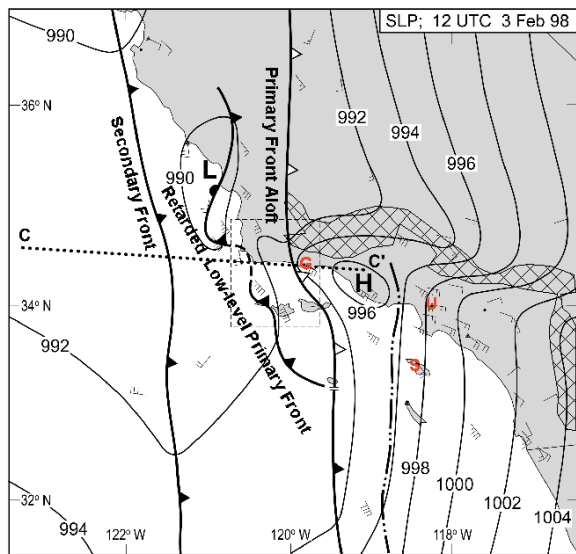 SLP; 12 UTC 3 Feb 98
990
36° N
992
994
996
Primary Front Aloft
Secondary Front
L
990
Retarded Low-level Primary Front
C
G
C'
H
996
34° N
U
S
992
998
1000
1002
1004
32° N
994
122° W
120° W
118° W